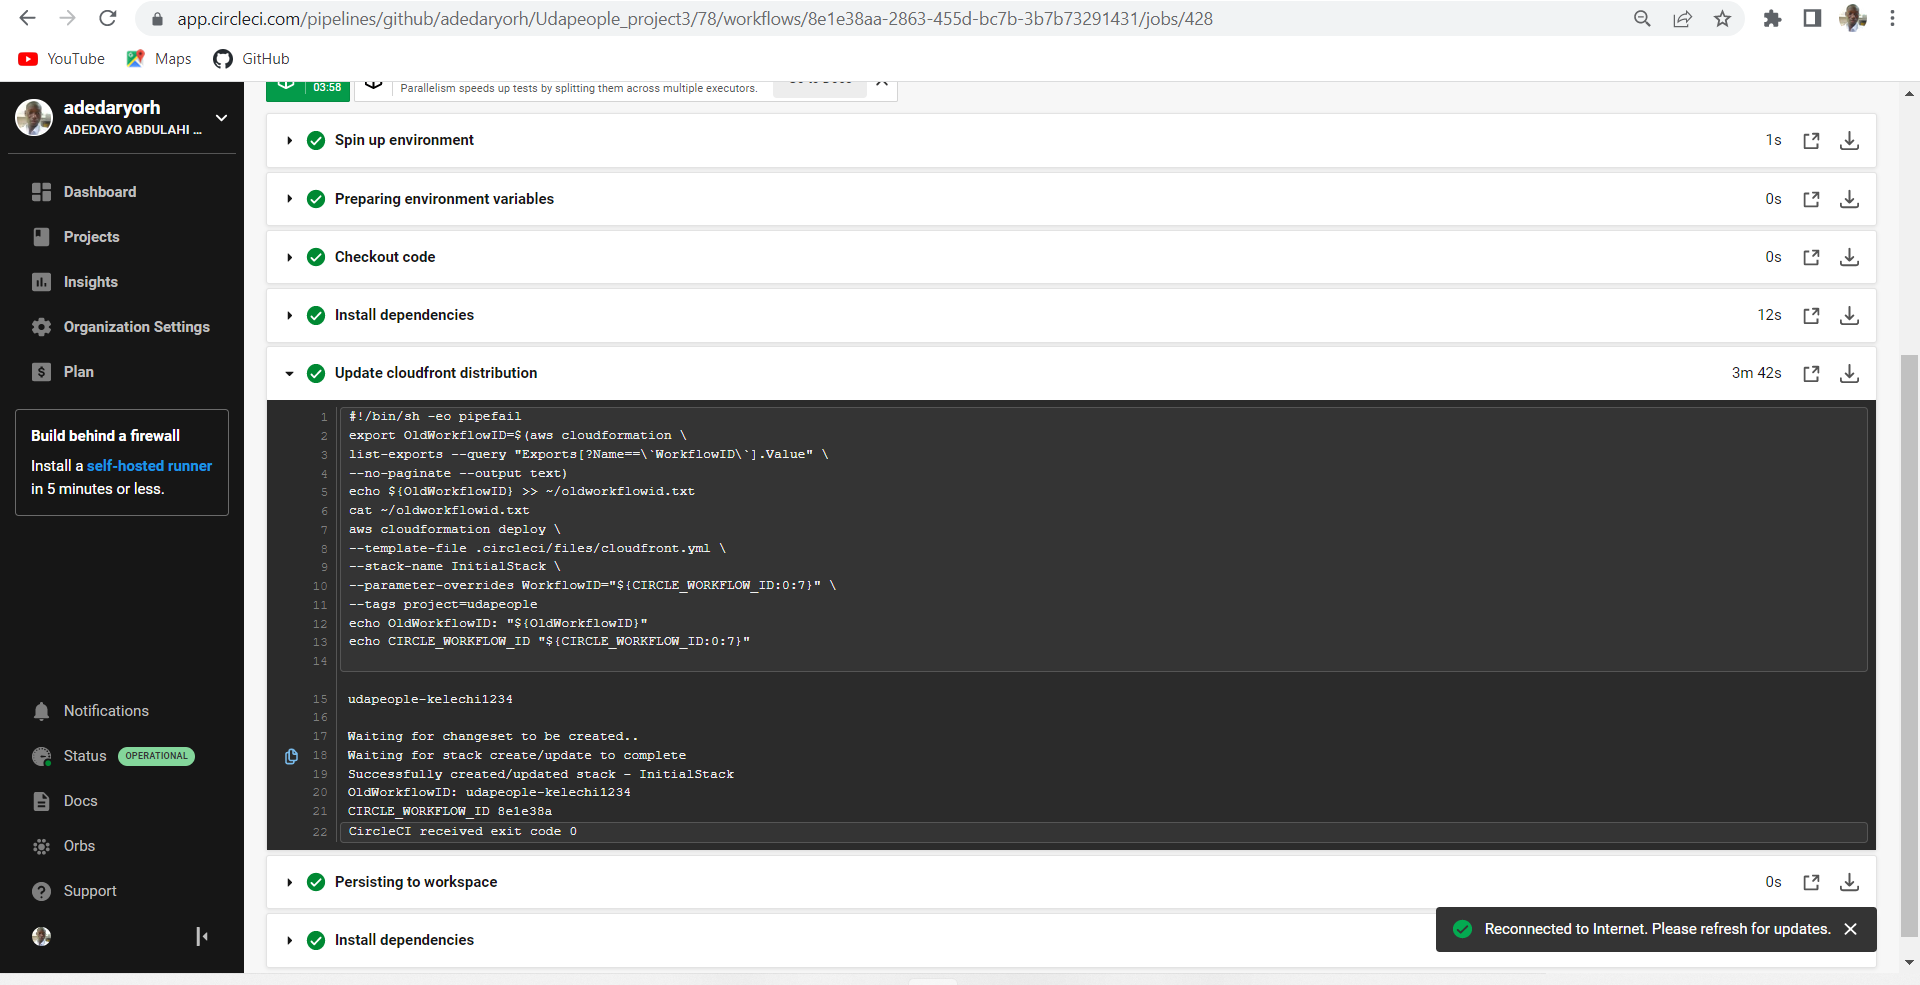 app.circleci.com/pipelines/github/adedaryorh/Udapeople_project3/78/workflows/8e1e38aa-2863-455d-bc7b-3b7b73291431/jobs/428
YouTube Maps GitHub
adedaryorh
ADEDAYO ABDULAHI ...
Dashboard
Projects
Insights
Organization Settings
Plan
Build behind a firewall
Install a self-hosted runner
in 5 minutes or less.
Notifications
Status OPERATIONAL
Docs
Orbs
Support
03:58
Parallelism speeds up tests by splitting them across multiple executors.
Spin up environment 1s
Preparing environment variables 0s
Checkout code 0s
Install dependencies 12s
Update cloudfront distribution 3m 42s
1 #!/bin/sh -eo pipefail
2 export OldWorkflowID=$(aws cloudformation \
3 list-exports --query "Exports[?Name==\`WorkflowID\`].Value" \
4 --no-paginate --output text)
5 echo ${OldWorkflowID} >> ~/oldworkflowid.txt
6 cat ~/oldworkflowid.txt
7 aws cloudformation deploy \
8 --template-file .circleci/files/cloudfront.yml \
9 --stack-name InitialStack \
10 --parameter-overrides WorkflowID="${CIRCLE_WORKFLOW_ID:0:7}" \
11 --tags project=udapeople
12 echo OldWorkflowID: "${OldWorkflowID}"
13 echo CIRCLE_WORKFLOW_ID "${CIRCLE_WORKFLOW_ID:0:7}"
14
15 udapeople-kelechi1234
16
17 Waiting for changeset to be created..
18 Waiting for stack create/update to complete
19 Successfully created/updated stack - InitialStack
20 OldWorkflowID: udapeople-kelechi1234
21 CIRCLE_WORKFLOW_ID 8e1e38a
22 CircleCI received exit code 0
Persisting to workspace 0s
Install dependencies
Reconnected to Internet. Please refresh for updates.